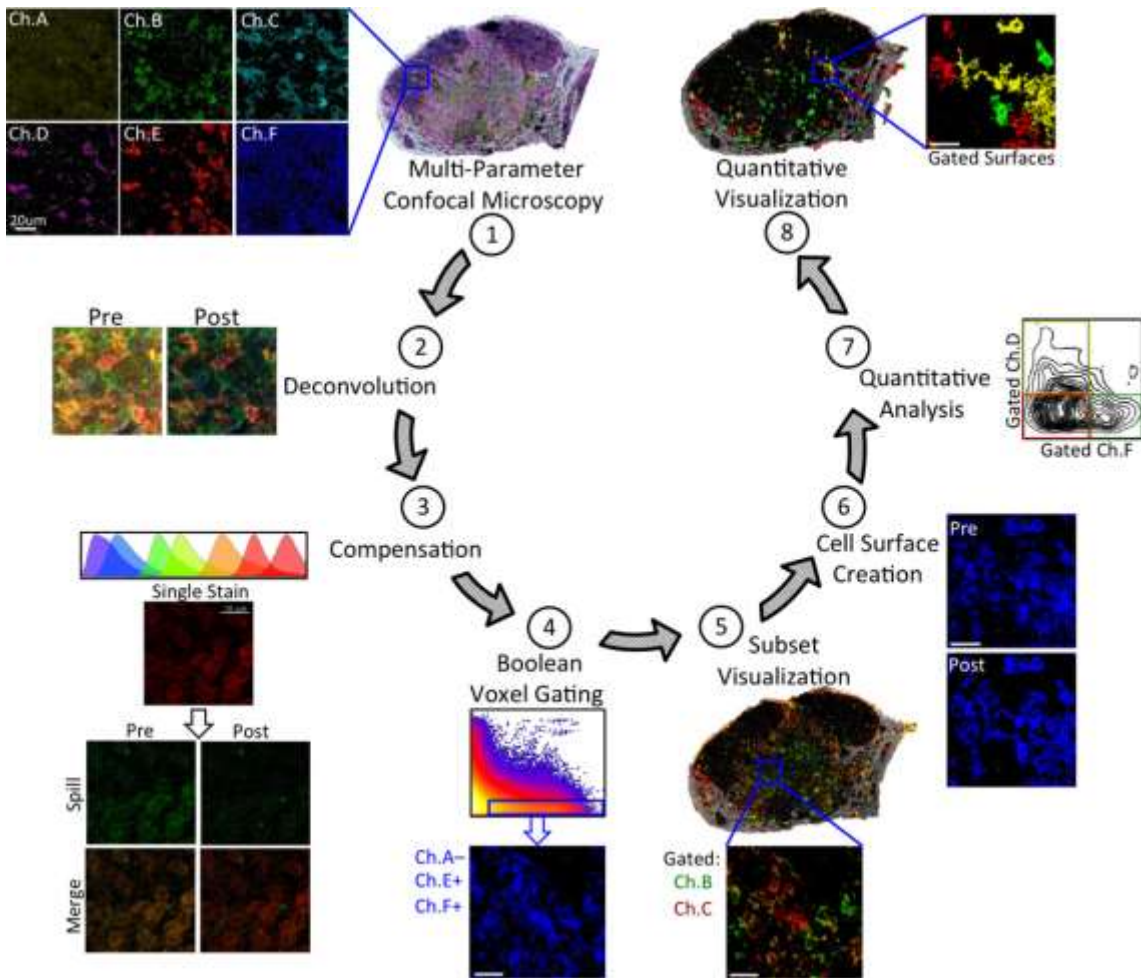 Ch.A
Ch.B
Ch.C
Ch.D
Ch.E
Ch.F
20um
Multi-Parameter
Confocal Microscopy
1
Pre
Post
2
Deconvolution
3
Compensation
Single Stain
Pre
Post
Spill
Merge
4
Boolean
Voxel Gating
Ch.A–
Ch.E+
Ch.F+
5
Subset
Visualization
Gated:
Ch.B
Ch.C
6
Cell Surface
Creation
Pre
Post
7
Quantitative
Analysis
Gated Ch.D
Gated Ch.F
Quantitative
Visualization
8
Gated Surfaces